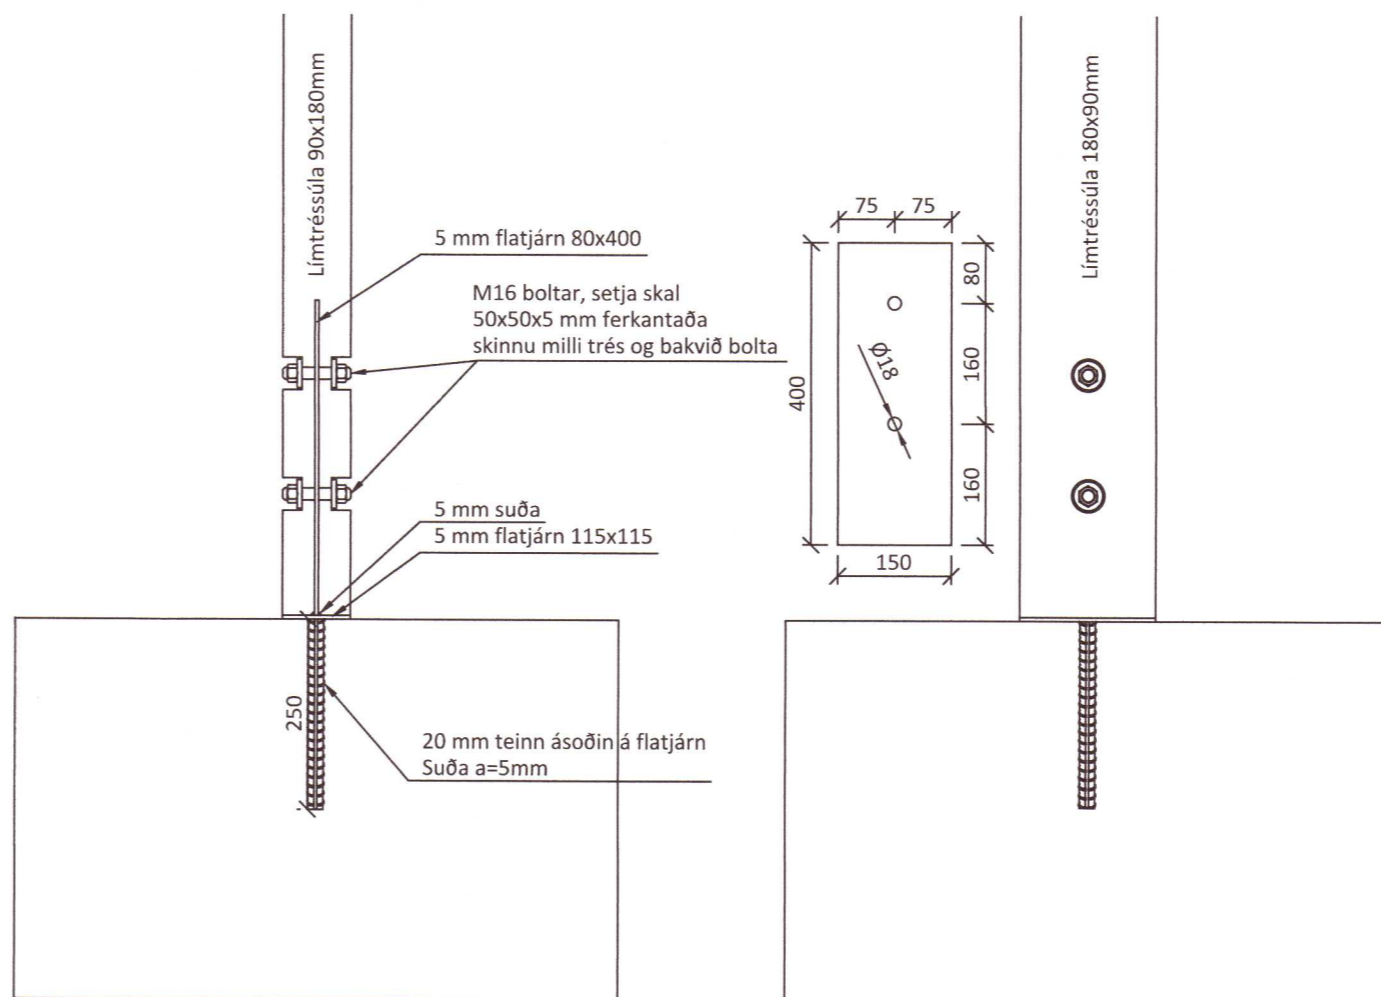 Límtréssúla 90x180mm
5 mm flatjárn 80x400
M16 boltar, setja skal
50x50x5 mm ferkantaða
skinnu milli trés og bakvið bolta
5 mm suða
5 mm flatjárn 115x115
250
20 mm teinn ásoðin á flatjárn
Suða a=5mm
75
75
400
80
Ø18
160
160
150
Límtréssúla 180x90mm